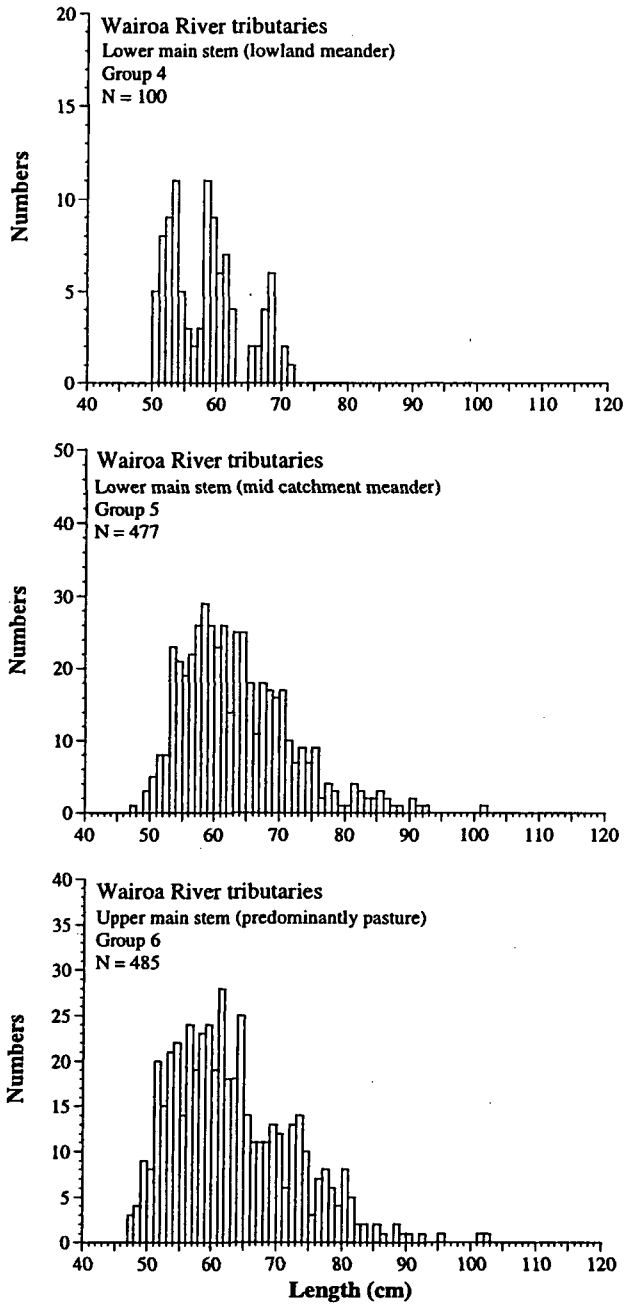 Wairoa River tributaries
Lower main stem (lowland meander)
Group 4
N = 100
Numbers
20
15
10
5
0
40 50 60 70 80 90 100 110 120
Wairoa River tributaries
Lower main stem (mid catchment meander)
Group 5
N = 477
Numbers
50
40
30
20
10
0
40 50 60 70 80 90 100 110 120
Wairoa River tributaries
Upper main stem (predominantly pasture)
Group 6
N = 485
Numbers
40
35
30
25
20
15
10
5
0
40 50 60 70 80 90 100 110 120
Length (cm)